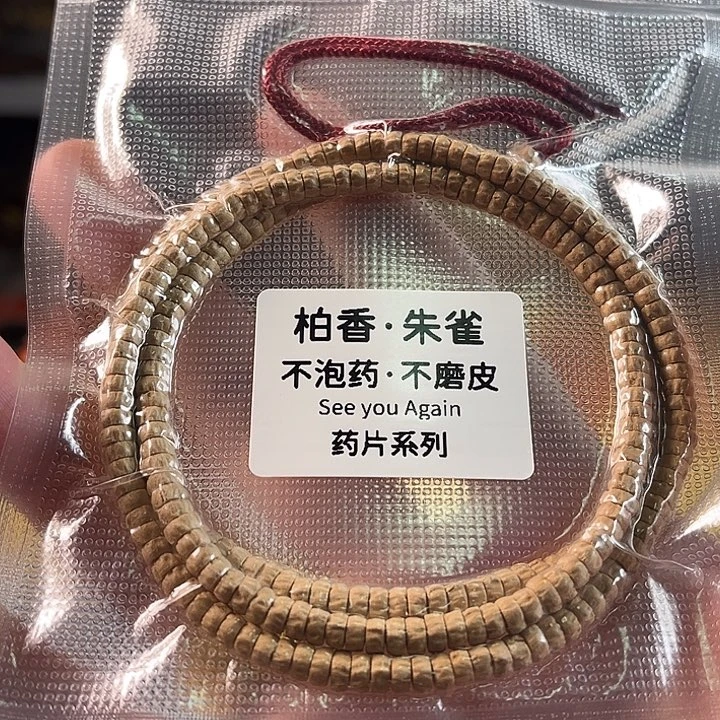 柏香·朱雀
不泡药·不磨皮
See you Again
药片系列